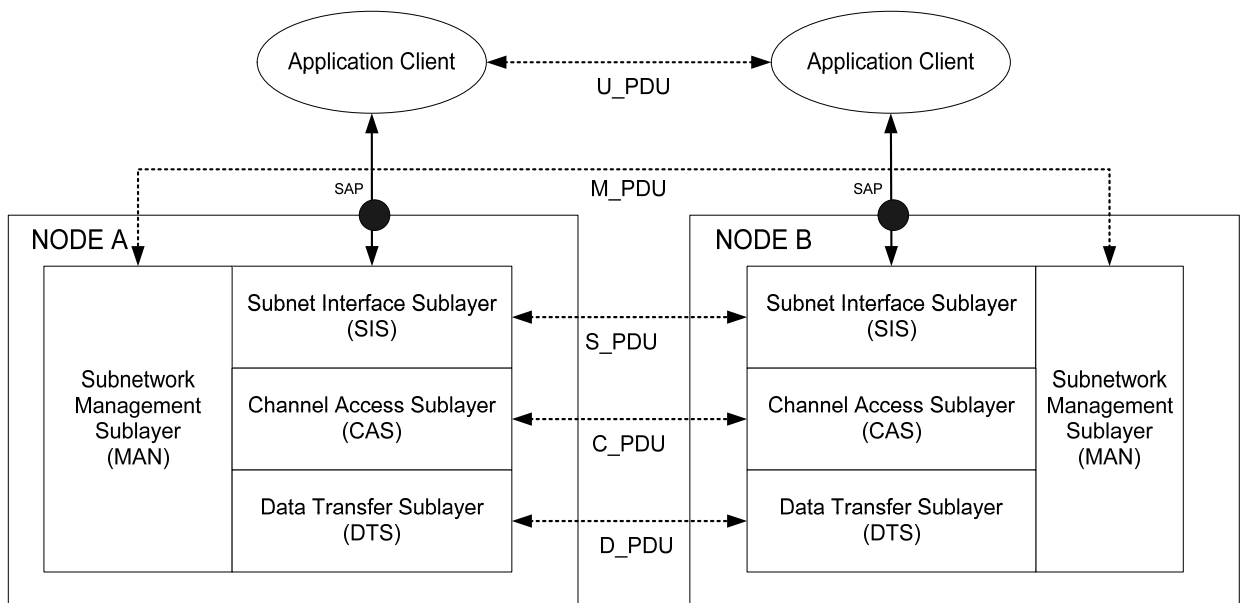 Application Client
Application Client
U_PDU
SAP
M_PDU
SAP
NODE A
NODE B
Subnet Interface Sublayer
(SIS)
Subnet Interface Sublayer
(SIS)
S_PDU
Subnetwork
Management
Sublayer
(MAN)
Channel Access Sublayer
(CAS)
Channel Access Sublayer
(CAS)
Subnetwork
Management
Sublayer
(MAN)
C_PDU
Data Transfer Sublayer
(DTS)
Data Transfer Sublayer
(DTS)
D_PDU